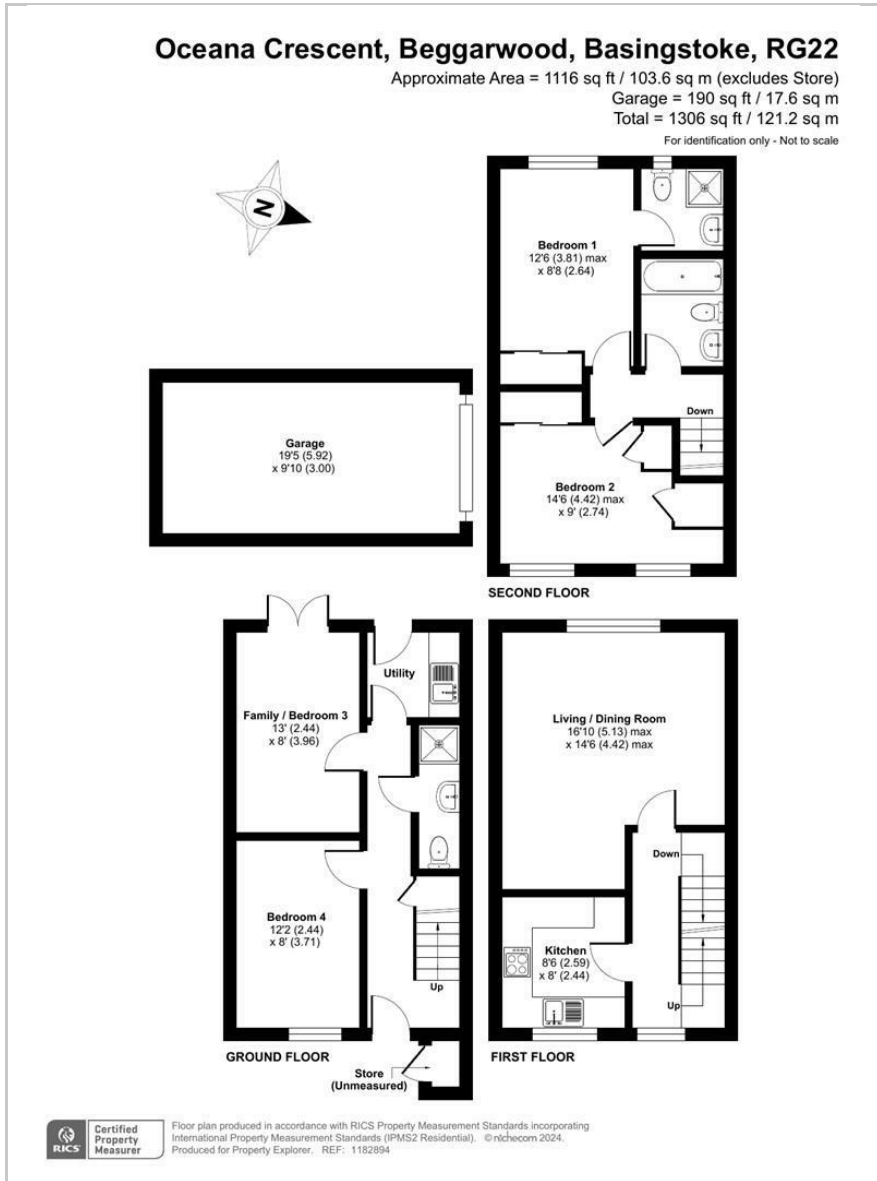 Oceana Crescent, Beggarwood, Basingstoke, RG22
Approximate Area = 1116 sq ft / 103.6 sq m (excludes Store)
Garage = 190 sq ft / 17.6 sq m
Total = 1306 sq ft / 121.2 sq m
For identification only - Not to scale
N
Bedroom 1
12'6 (3.81) max
x 8'8 (2.64)
Down
Bedroom 2
14'6 (4.42) max
x 9' (2.74)
SECOND FLOOR
Garage
19'5 (5.92)
x 9'10 (3.00)
Utility
Family / Bedroom 3
13' (2.44)
x 8' (3.96)
Bedroom 4
12'2 (2.44)
x 8' (3.71)
Up
GROUND FLOOR
Store
(Unmeasured)
Living / Dining Room
16'10 (5.13) max
x 14'6 (4.42) max
Down
Kitchen
8'6 (2.59)
x 8' (2.44)
Up
FIRST FLOOR
RICS
Certified
Property
Measurer
Floor plan produced in accordance with RICS Property Measurement Standards incorporating
International Property Measurement Standards (IPMS2 Residential). © nichecom 2024.
Produced for Property Explorer. REF: 1182894